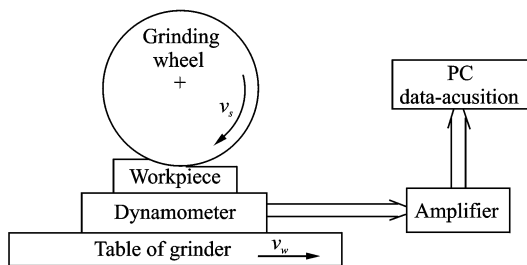 Grinding
wheel
+
v_s
PC
data-acusition
Workpiece
Dynamometer
Amplifier
Table of grinder
v_w